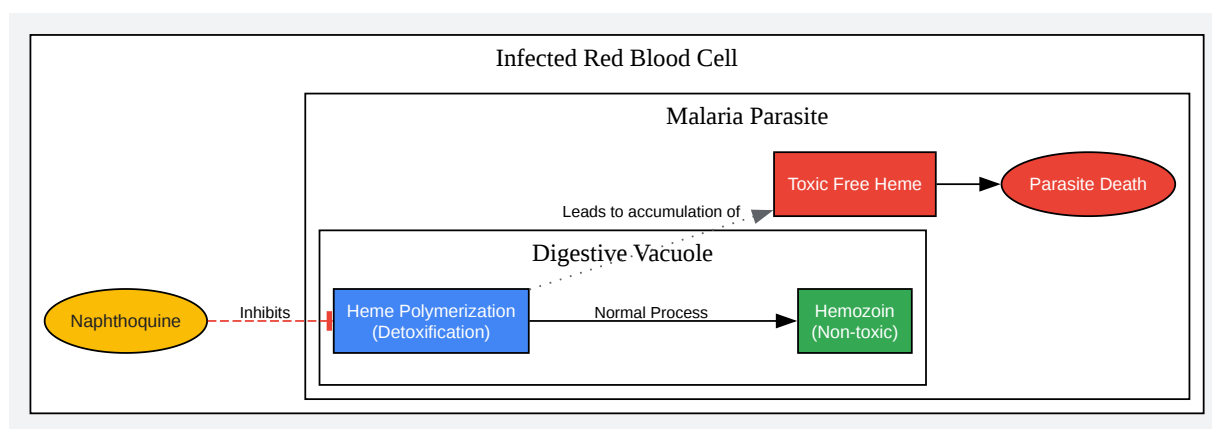 Infected Red Blood Cell
Malaria Parasite
Toxic Free Heme
Parasite Death
Leads to accumulation of
Digestive Vacuole
Naphthoquine
Inhibits
Heme Polymerization
(Detoxification)
Normal Process
Hemozoin
(Non-toxic)